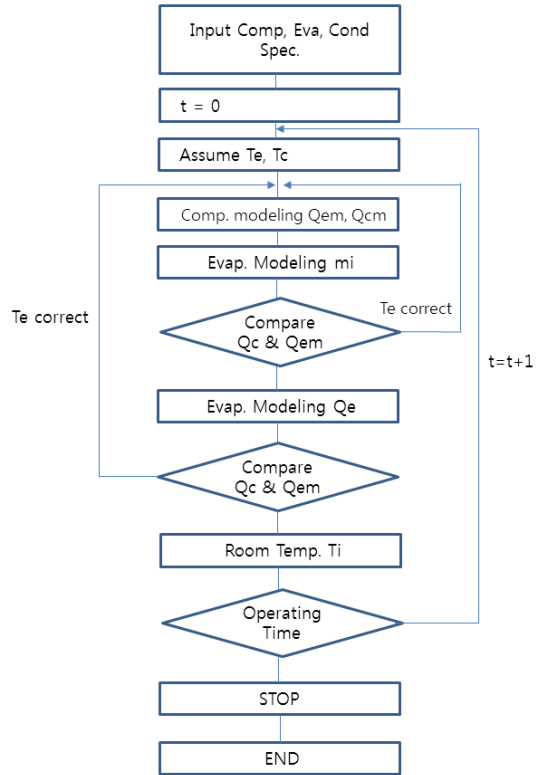 Input Comp, Eva, Cond
Spec.
t = 0
Assume Te, Tc
Comp. modeling Qem, Qcm
Evap. Modeling mi
Te correct
Te correct
Compare
Qc & Qem
t=t+1
Evap. Modeling Qe
Compare
Qc & Qem
Room Temp. Ti
Operating
Time
STOP
END